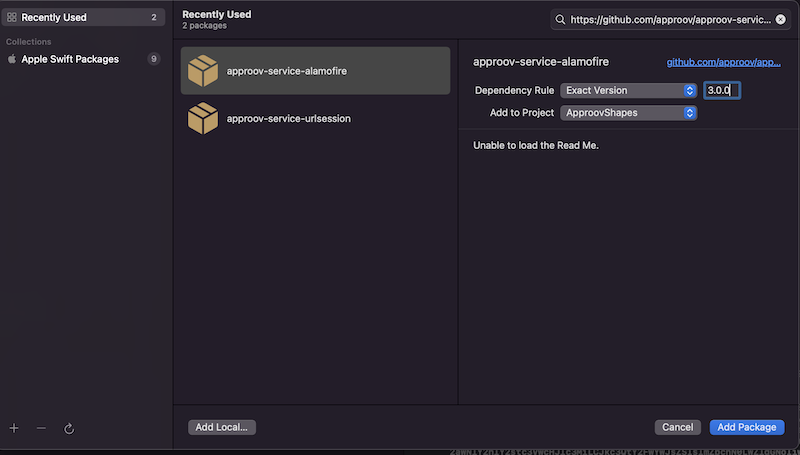 Recently Used 2
Collections
Apple Swift Packages 9
Recently Used
2 packages
https://github.com/approov/approov-servic...
approov-service-alamofire
approov-service-urlsession
approov-service-alamofire github.com/approov/app...
Dependency Rule Exact Version 3.0.0
Add to Project ApproovShapes
Unable to load the Read Me.
Add Local... Cancel Add Package